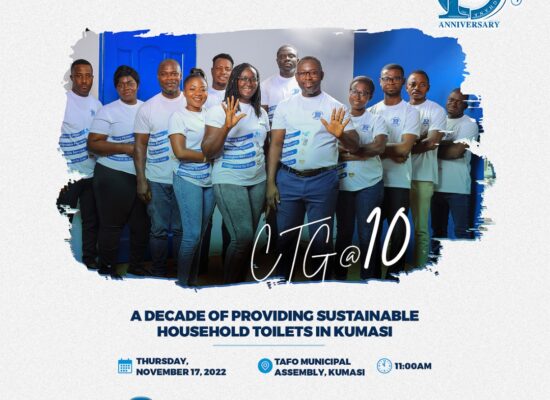 ANNIVERSARY
CTG@10
A DECADE OF PROVIDING SUSTAINABLE
HOUSEHOLD TOILETS IN KUMASI
THURSDAY,
NOVEMBER 17, 2022
TAFO MUNICIPAL
ASSEMBLY, KUMASI
11:00AM